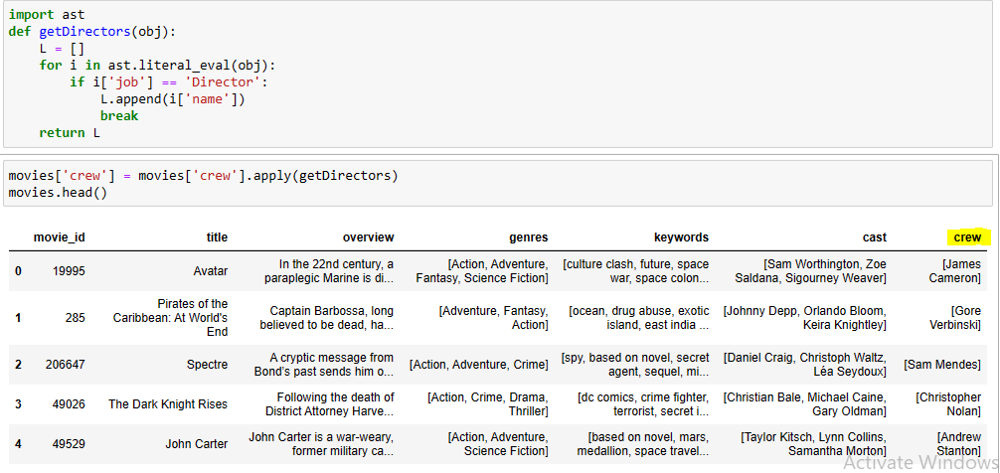 import ast
def getDirectors(obj):
    L = []
    for i in ast.literal_eval(obj):
        if i['job'] == 'Director':
            L.append(i['name'])
            break
    return L
movies['crew'] = movies['crew'].apply(getDirectors)
movies.head()
movie_id title overview genres keywords cast crew
0 19995 Avatar In the 22nd century, a paraplegic Marine is di... [Action, Adventure, Fantasy, Science Fiction] [culture clash, future, space war, space colon... [Sam Worthington, Zoe Saldana, Sigourney Weaver] [James Cameron]
1 285 Pirates of the Caribbean: At World's End Captain Barbossa, long believed to be dead, ha... [Adventure, Fantasy, Action] [ocean, drug abuse, exotic island, east india ... [Johnny Depp, Orlando Bloom, Keira Knightley] [Gore Verbinski]
2 206647 Spectre A cryptic message from Bond's past sends him o... [Action, Adventure, Crime] [spy, based on novel, secret agent, sequel, mi... [Daniel Craig, Christoph Waltz, Léa Seydoux] [Sam Mendes]
3 49026 The Dark Knight Rises Following the death of District Attorney Harve... [Action, Crime, Drama, Thriller] [dc comics, crime fighter, terrorist, secret i... [Christian Bale, Michael Caine, Gary Oldman] [Christopher Nolan]
4 49529 John Carter John Carter is a war-weary, former military ca... [Action, Adventure, Science Fiction] [based on novel, mars, medallion, space travel... [Taylor Kitsch, Lynn Collins, Samantha Morton] [Andrew Stanton]
Activate Windows